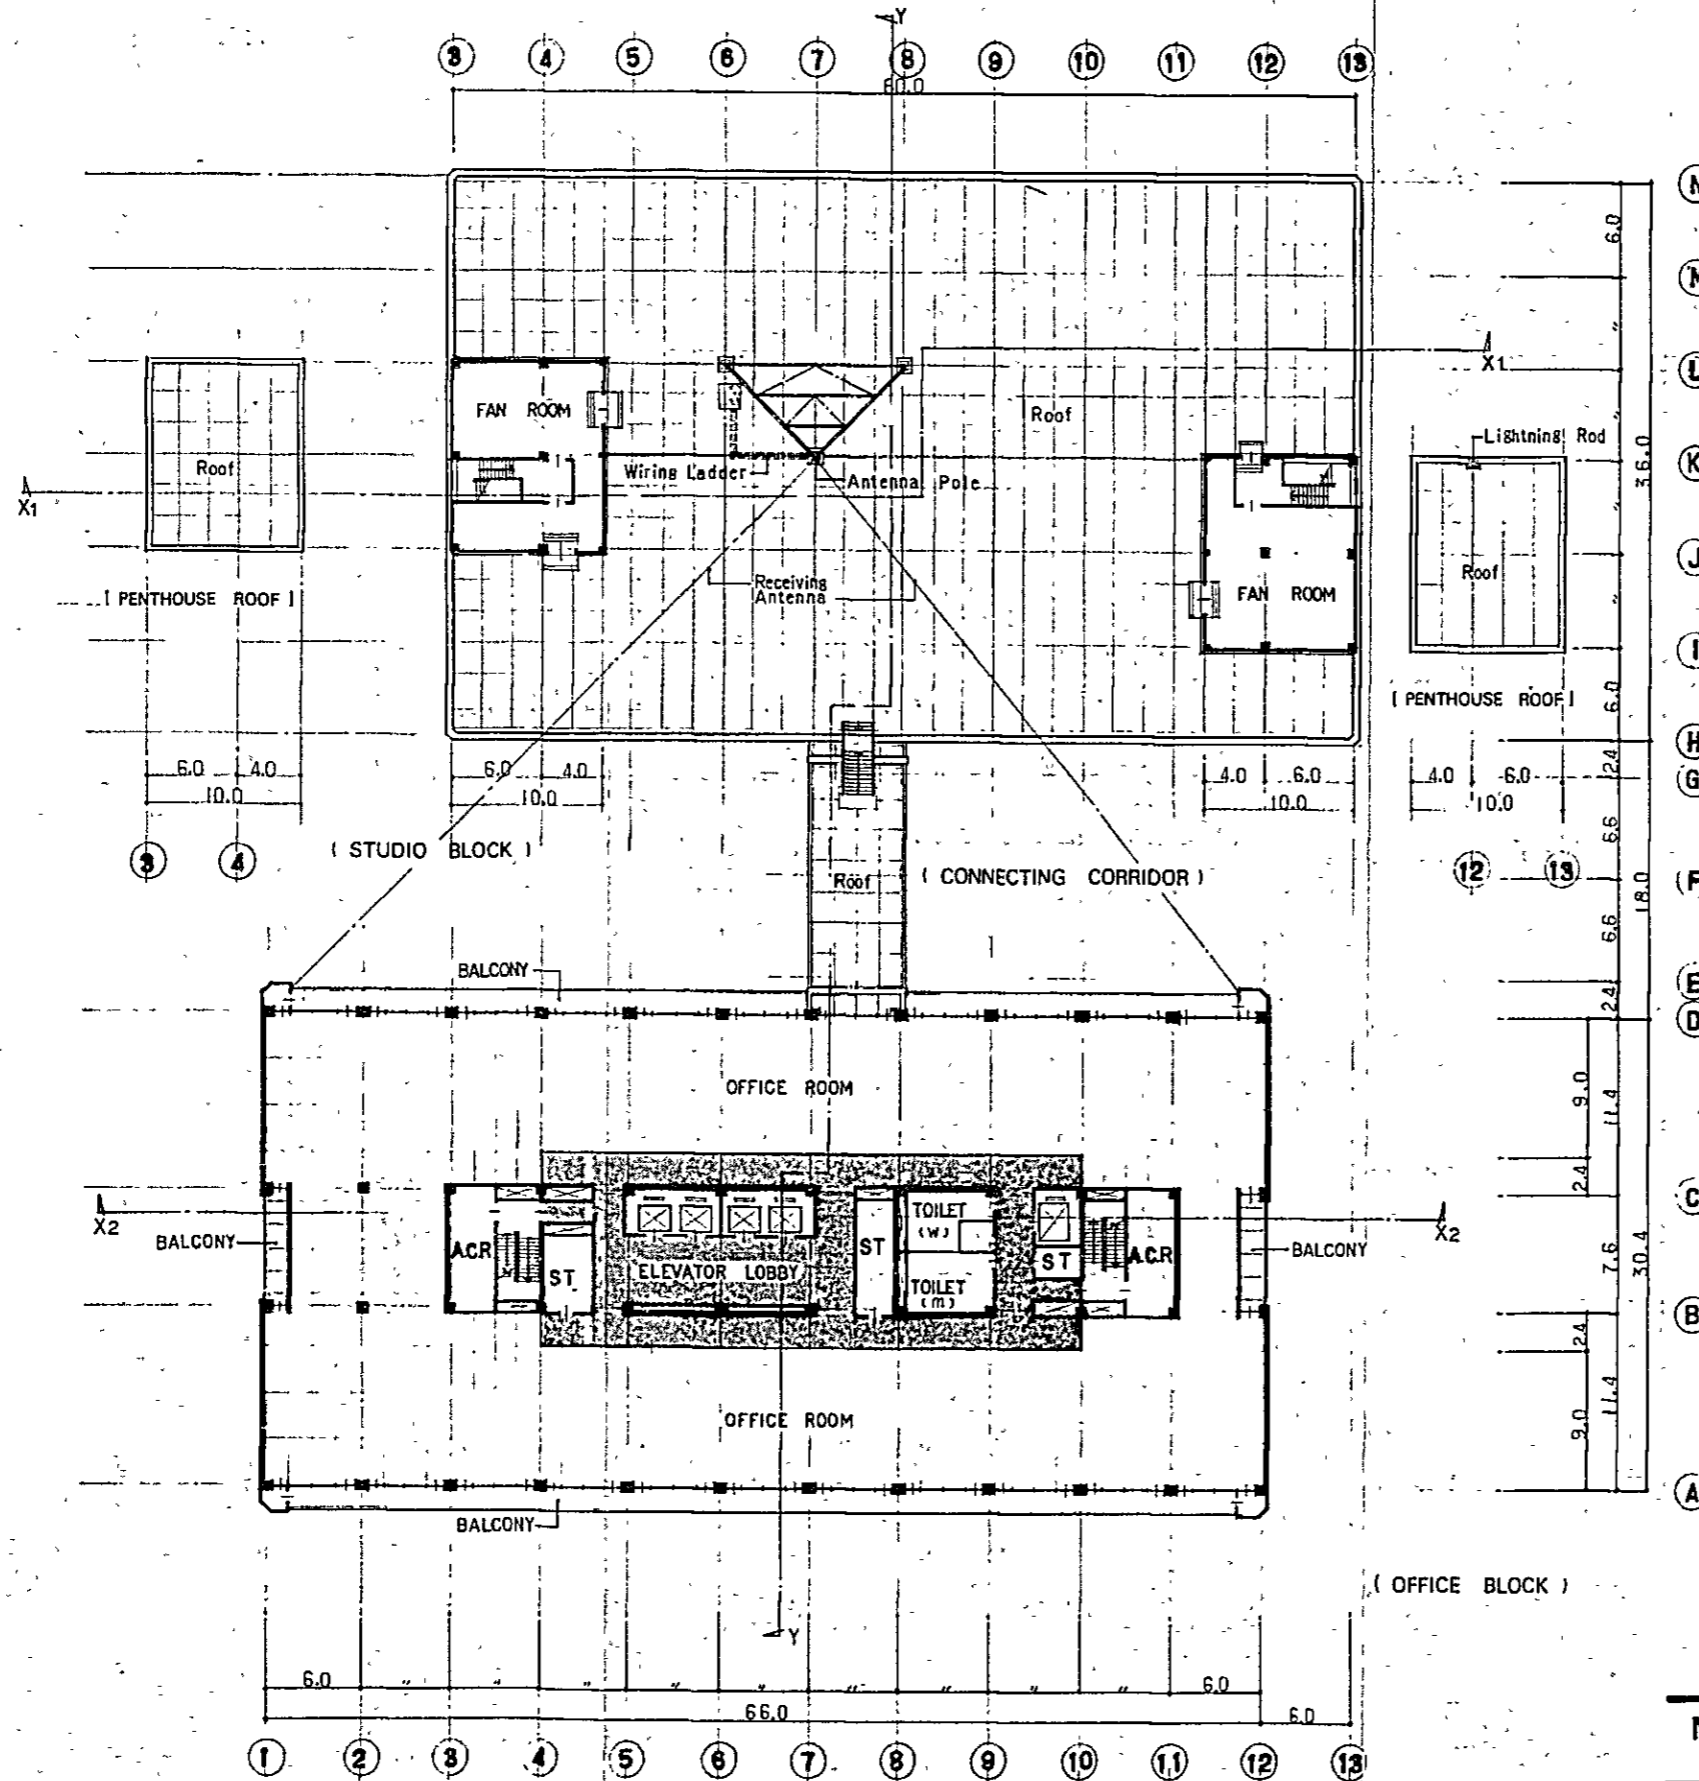 Y
3 4 5 6 7 8 9 10 11 12 13
60.0
6.0
"
X1
L
FAN ROOM
Roof
Lightning Rod
Roof
Wiring Ladder
Antenna Pole
K
36.0
X1
Receiving
Antenna
Roof
J
"
FAN ROOM
[ PENTHOUSE ROOF ]
I
6.0
[ PENTHOUSE ROOF ]
H
2.4
G
6.0 4.0
10.0
6.0 4.0
10.0
4.0 6.0
10.0
4.0 6.0
10.0
6.6
3 4
( STUDIO BLOCK )
Roof
( CONNECTING CORRIDOR )
12 13
F
18.0
6.6
BALCONY
E
2.4
D
OFFICE ROOM
9.0
11.4
2.4
C
X2
BALCONY
A.C.R
ST
ELEVATOR LOBBY
ST
TOILET
(W)
TOILET
(m)
ST
A.C.R
BALCONY
X2
7.6
30.4
B
2.4
11.4
9.0
OFFICE ROOM
A
BALCONY
( OFFICE BLOCK )
Y
6.0 " " " " " " " " " 6.0
66.0 6.0
1 2 3 4 5 6 7 8 9 10 11 12 13